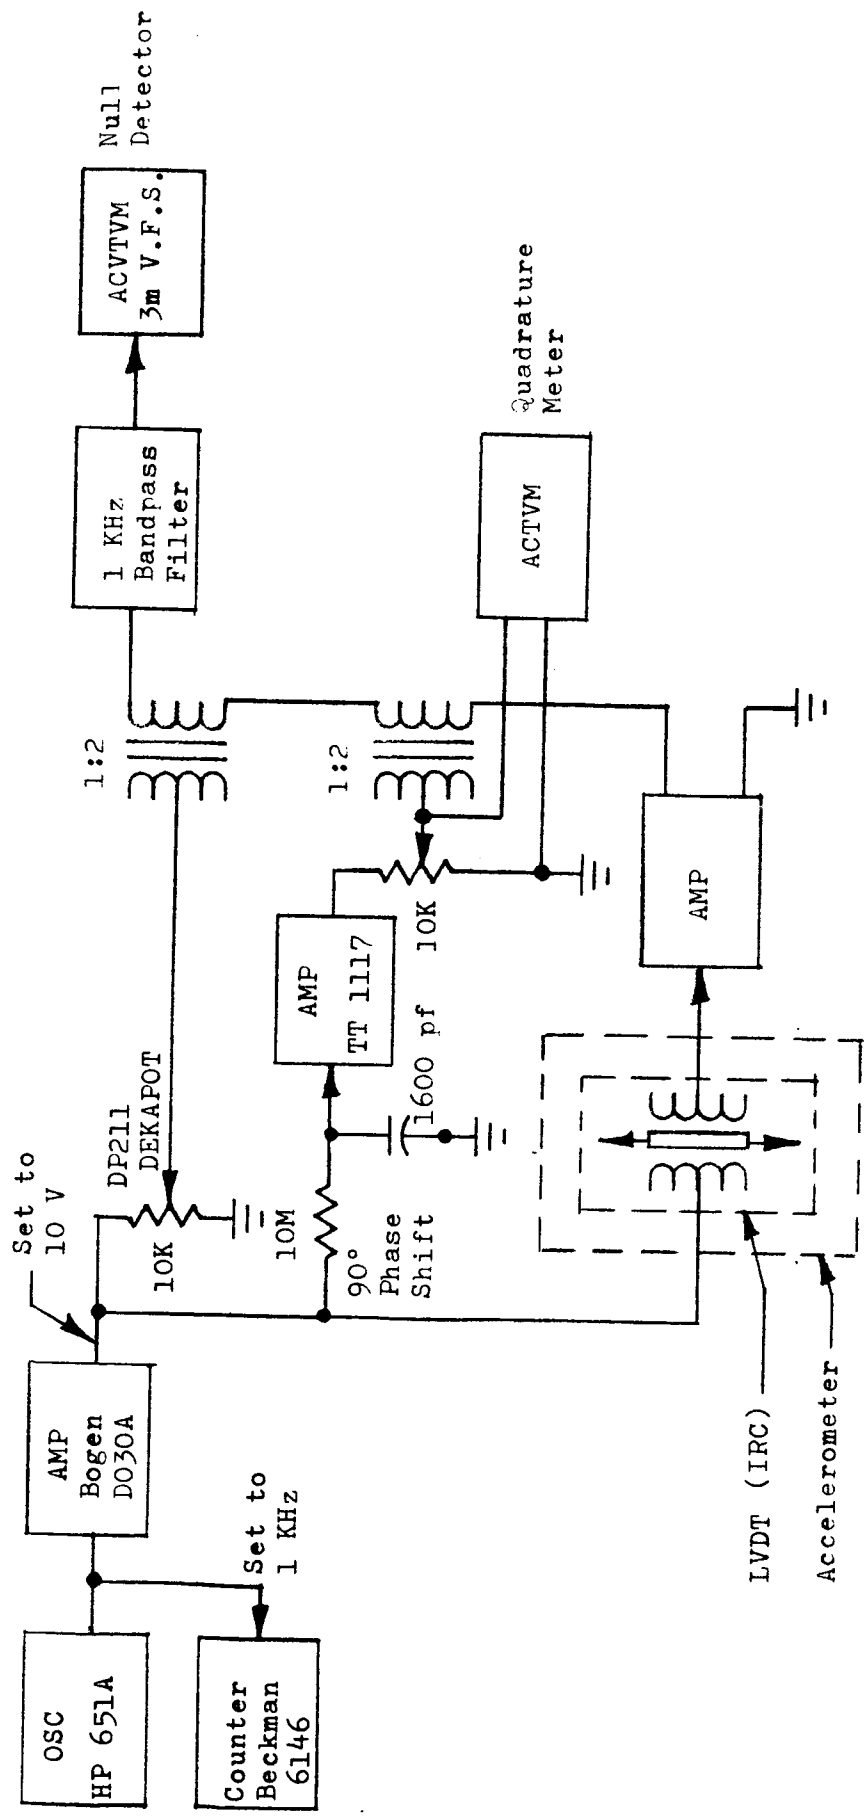 OSC
HP 651A
Counter
Beckman
6146
Set to
1 KHz
AMP
Bogen
DO30A
Set to
10 V
DP211
DEKAPOT
10K
10M
90°
Phase
Shift
1600 pf
AMP
TT 1117
10K
1:2
1:2
1 KHz
Bandpass
Filter
ACVTVM
3m V.F.S.
Null
Detector
ACTVM
Quadrature
Meter
AMP
LVDT (IRC)
Accelerometer